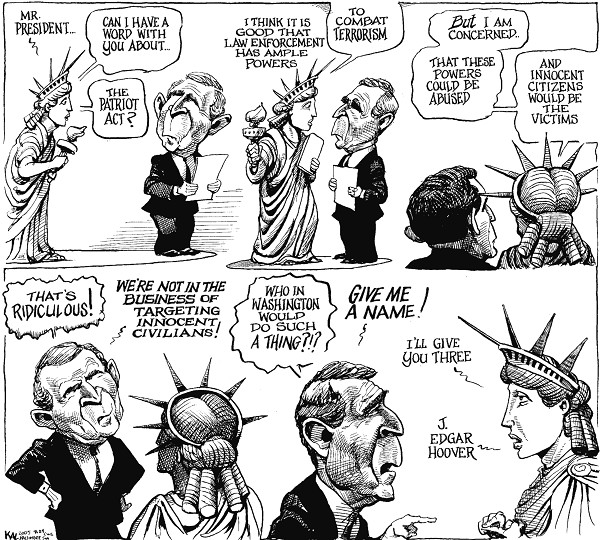 MR.
PRESIDENT...
CAN I HAVE A
WORD WITH
YOU ABOUT...
THE
PATRIOT
ACT?
I THINK IT IS
GOOD THAT
LAW ENFORCEMENT
HAS AMPLE
POWERS
TO
COMBAT
TERRORISM
BUT I AM
CONCERNED..
THAT THESE
POWERS
COULD BE
ABUSED
AND
INNOCENT
CITIZENS
WOULD BE
THE
VICTIMS
THAT'S
RIDICULOUS!
WE'RE NOT IN THE
BUSINESS OF
TARGETING
INNOCENT
CIVILIANS!
WHO IN
WASHINGTON
WOULD
DO SUCH
A THING?!?
GIVE ME
A NAME!
I'LL GIVE
YOU THREE
J.
EDGAR
HOOVER
KAL